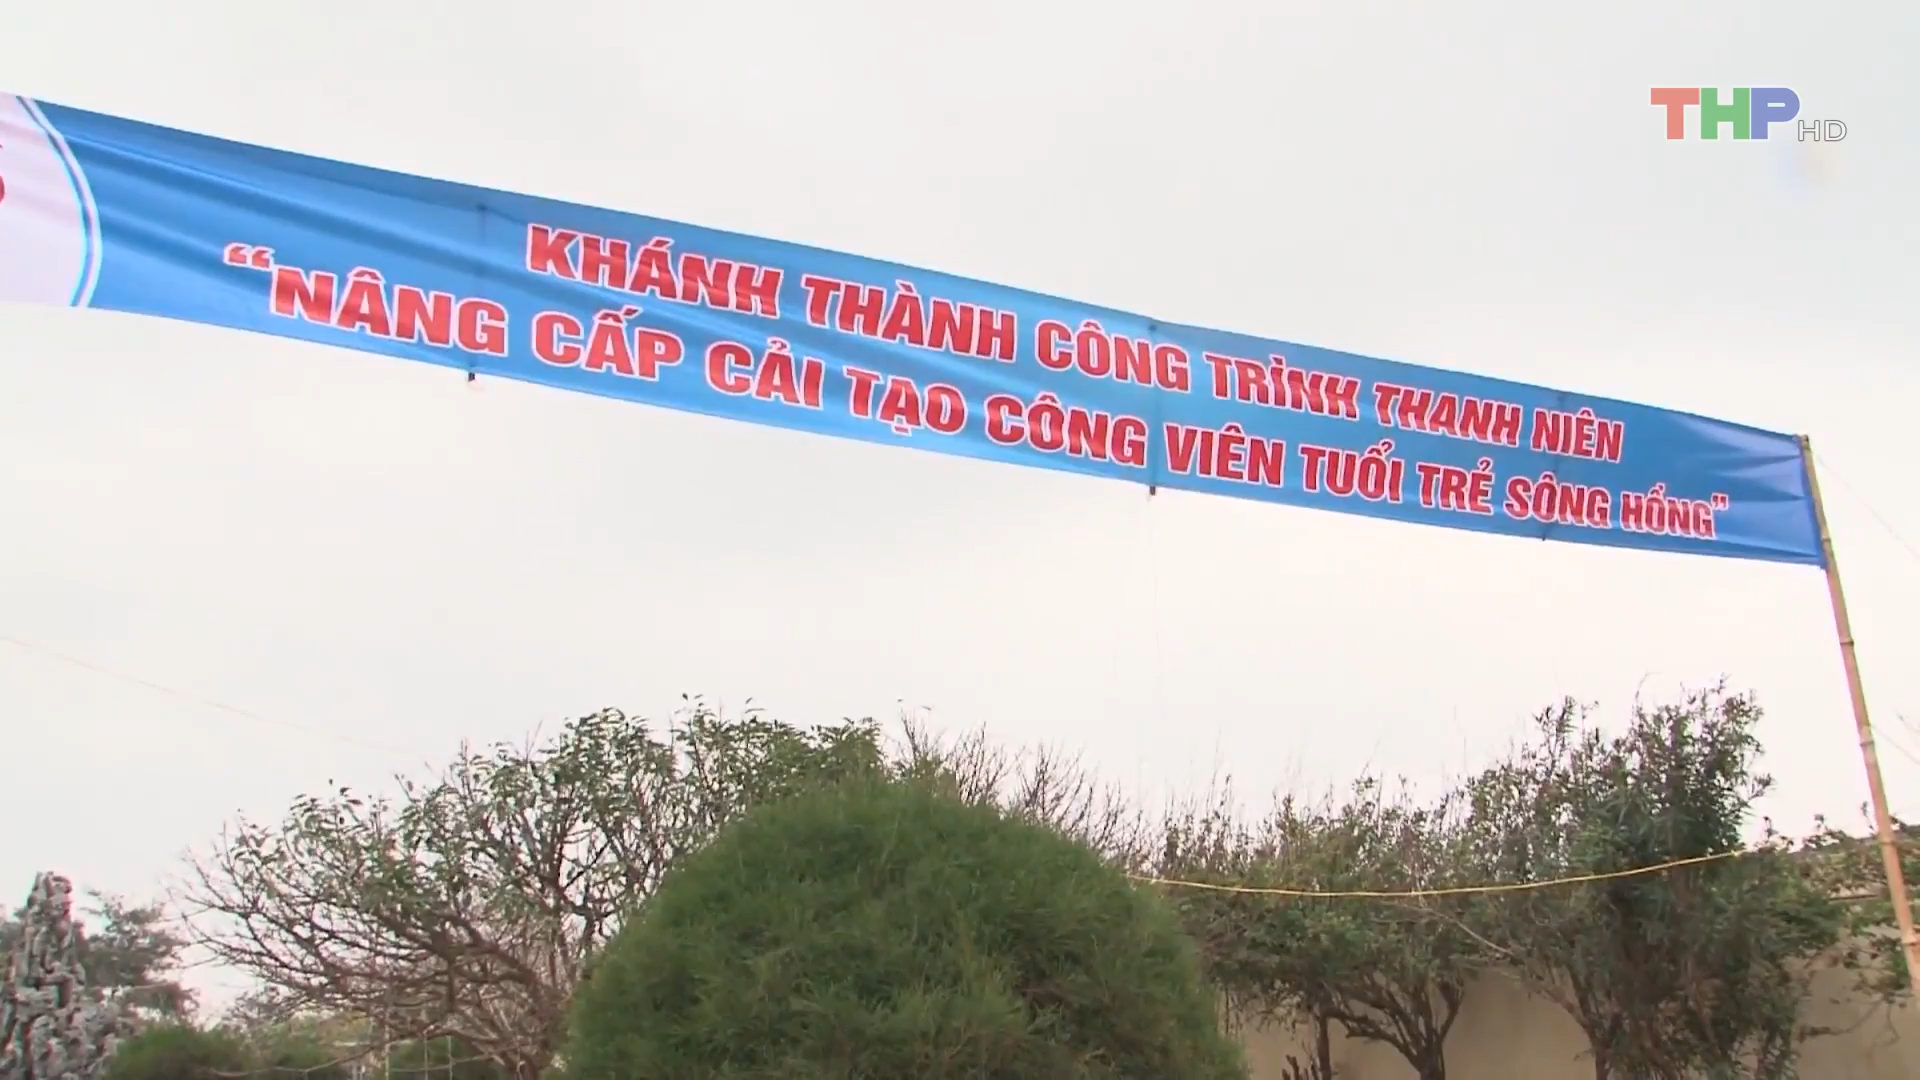 THP HD
KHÁNH THÀNH CÔNG TRÌNH THANH NIÊN
“NÂNG CẤP CẢI TẠO CÔNG VIÊN TUỔI TRẺ SÔNG HỒNG”